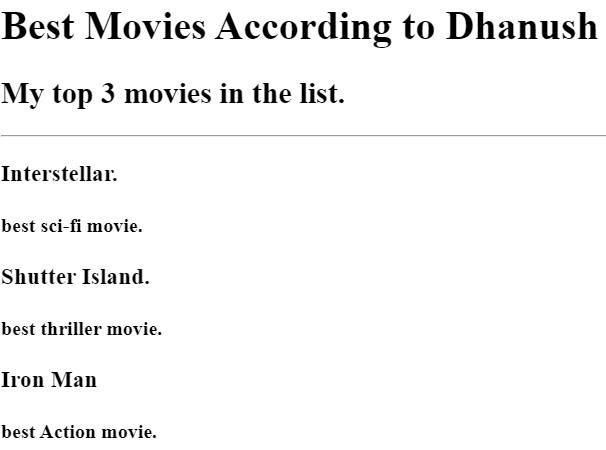 Best Movies According to Dhanush
My top 3 movies in the list.
Interstellar.
best sci-fi movie.
Shutter Island.
best thriller movie.
Iron Man
best Action movie.